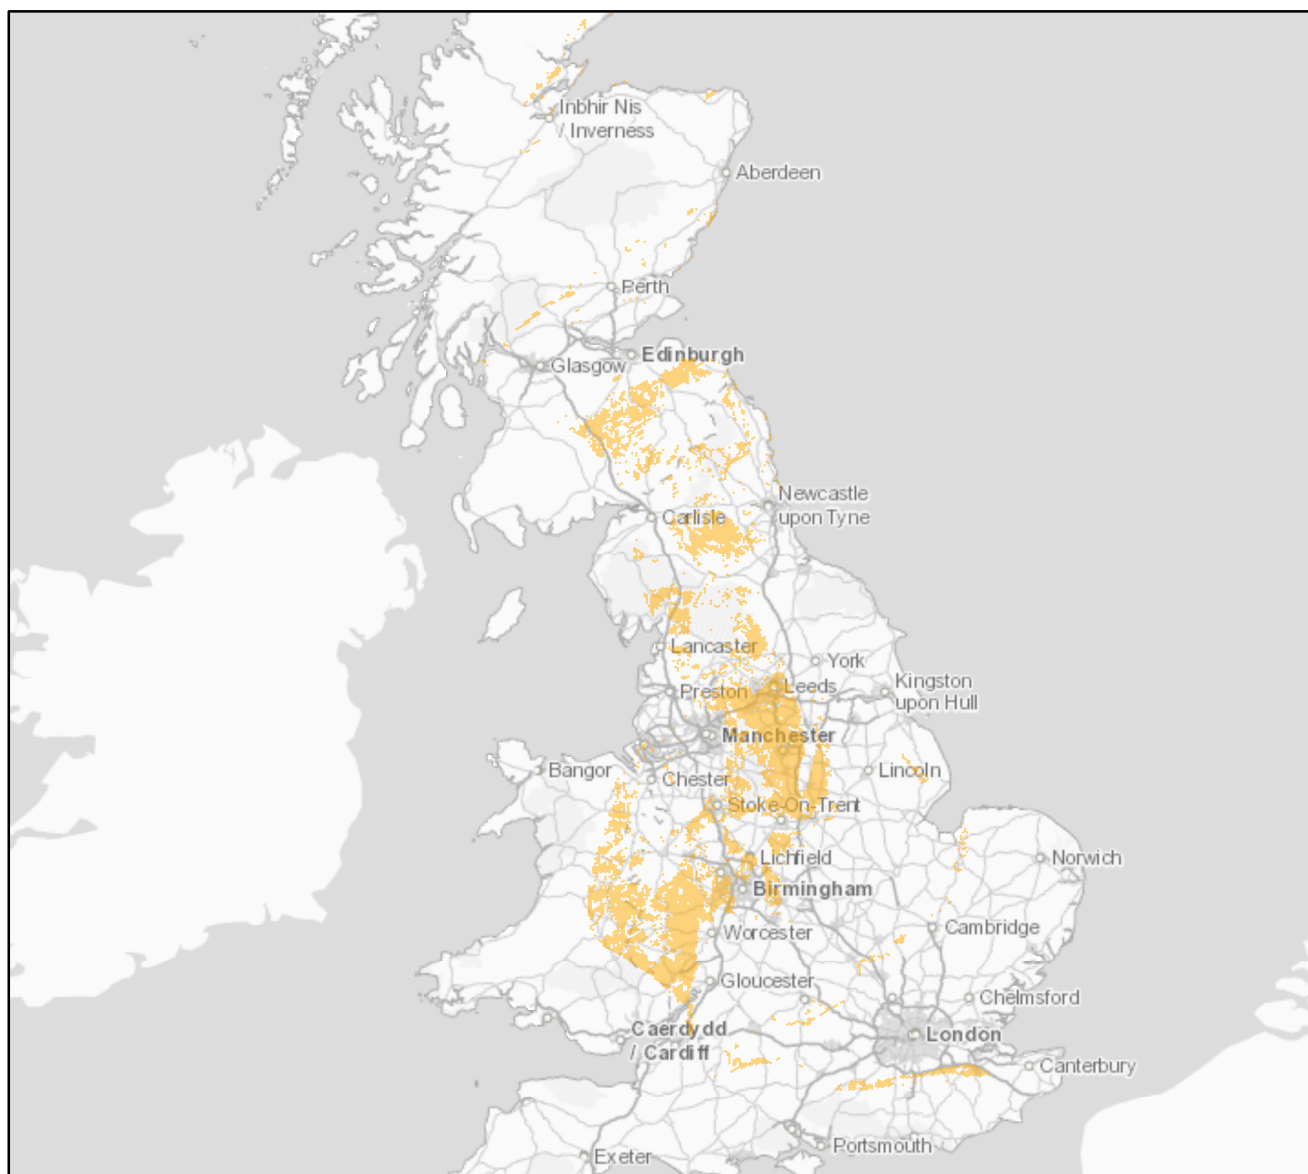 Inbhir Nis
/ Inverness
Aberdeen
Perth
Edinburgh
Glasgow
Newcastle
upon Tyne
Carlisle
Lancaster
York
Preston
Leeds
Kingston
upon Hull
Manchester
Bangor
Chester
Lincoln
Stoke-On-Trent
Lichfield
Norwich
Birmingham
Worcester
Cambridge
Gloucester
Chelmsford
Caerdydd
/ Cardiff
London
Canterbury
Portsmouth
Exeter